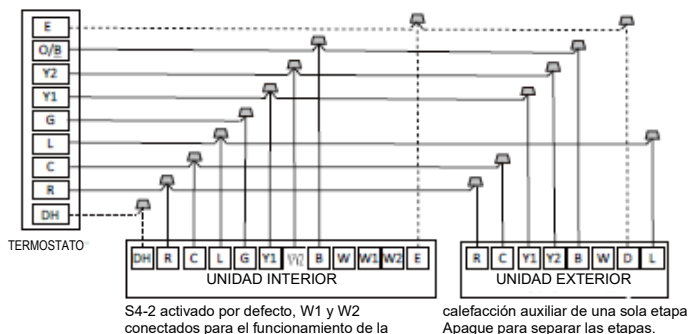 E
O/B
Y2
Y1
G
L
C
R
DH
TERMOSTATO
DH R C L G Y1 B W W1 W2 E
UNIDAD INTERIOR
R C Y1 Y2 B W D L
UNIDAD EXTERIOR
S4-2 activado por defecto, W1 y W2
conectados para el funcionamiento de la
calefacción auxiliar de una sola etapa
Apague para separar las etapas.